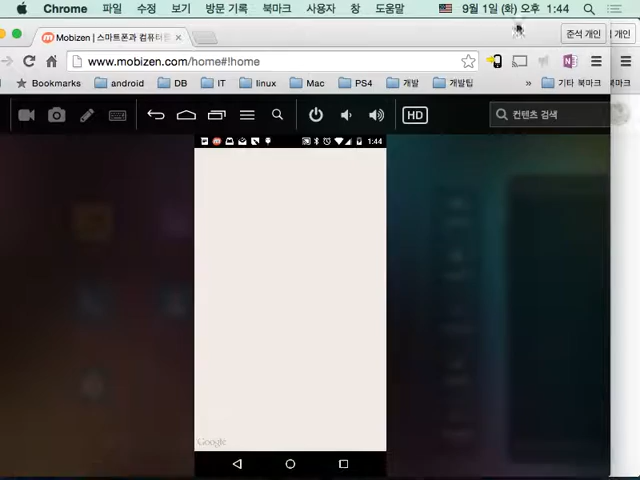 Chrome 파일 수정 보기 방문 기록 북마크 사용자 창 도움말 9월 1일 (화) 오후 1:44
Mobizen | 스마트폰과 컴퓨터를 준석 개인 개인
www.mobizen.com/home#!home
Bookmarks android DB IT linux Mac PS4 개발 개발팁 » 기타 북마크
HD 컨텐츠 검색
1:44
Google